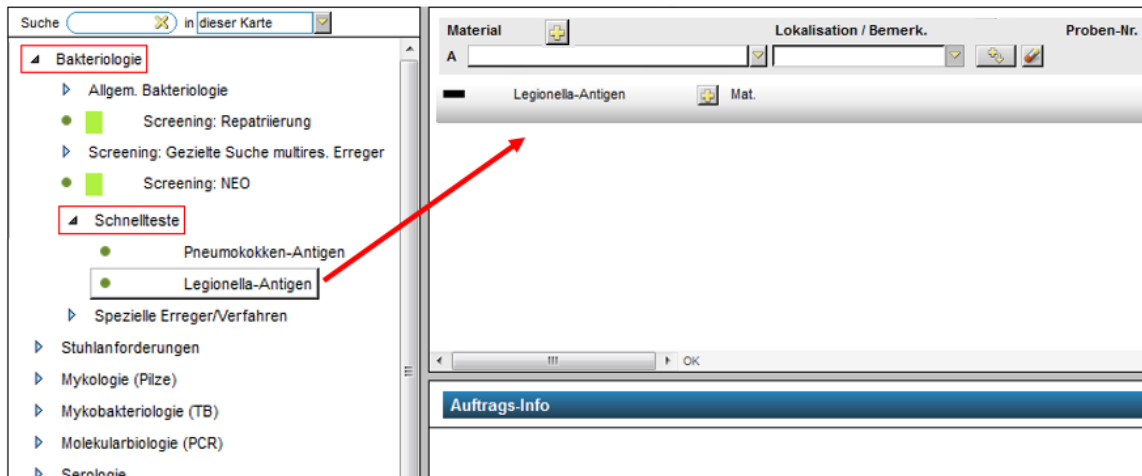 Suche in dieser Karte
Bakteriologie
Allgem. Bakteriologie
Screening: Repatriierung
Screening: Gezielte Suche multires. Erreger
Screening: NEO
Schnellteste
Pneumokokken-Antigen
Legionella-Antigen
Spezielle Erreger/Verfahren
Stuhlanforderungen
Mykologie (Pilze)
Mykobakteriologie (TB)
Molekularbiologie (PCR)
Serologie
Material Lokalisation / Bemerk. Proben-Nr.
A
Legionella-Antigen Mat.
OK
Auftrags-Info